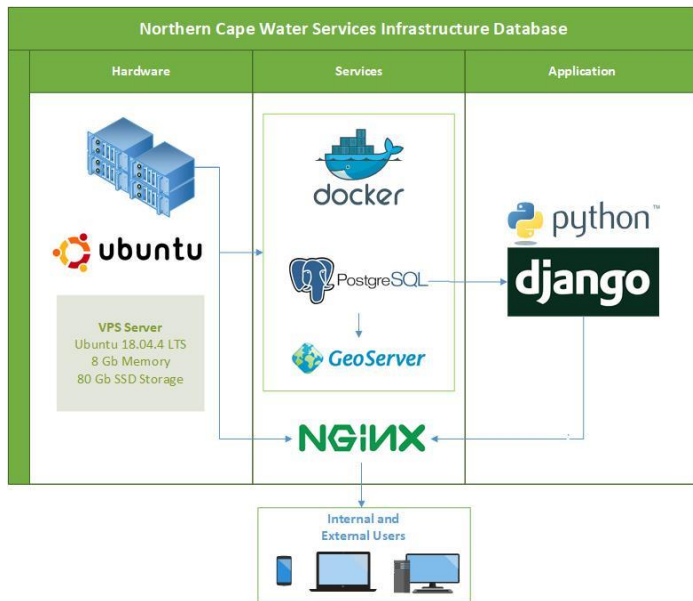 Northern Cape Water Services Infrastructure Database
Hardware
Services
Application
docker
ubuntu
python™
PostgreSQL
django
VPS Server
Ubuntu 18.04.4 LTS
8 Gb Memory
80 Gb SSD Storage
GeoServer
NGINX
Internal and
External Users